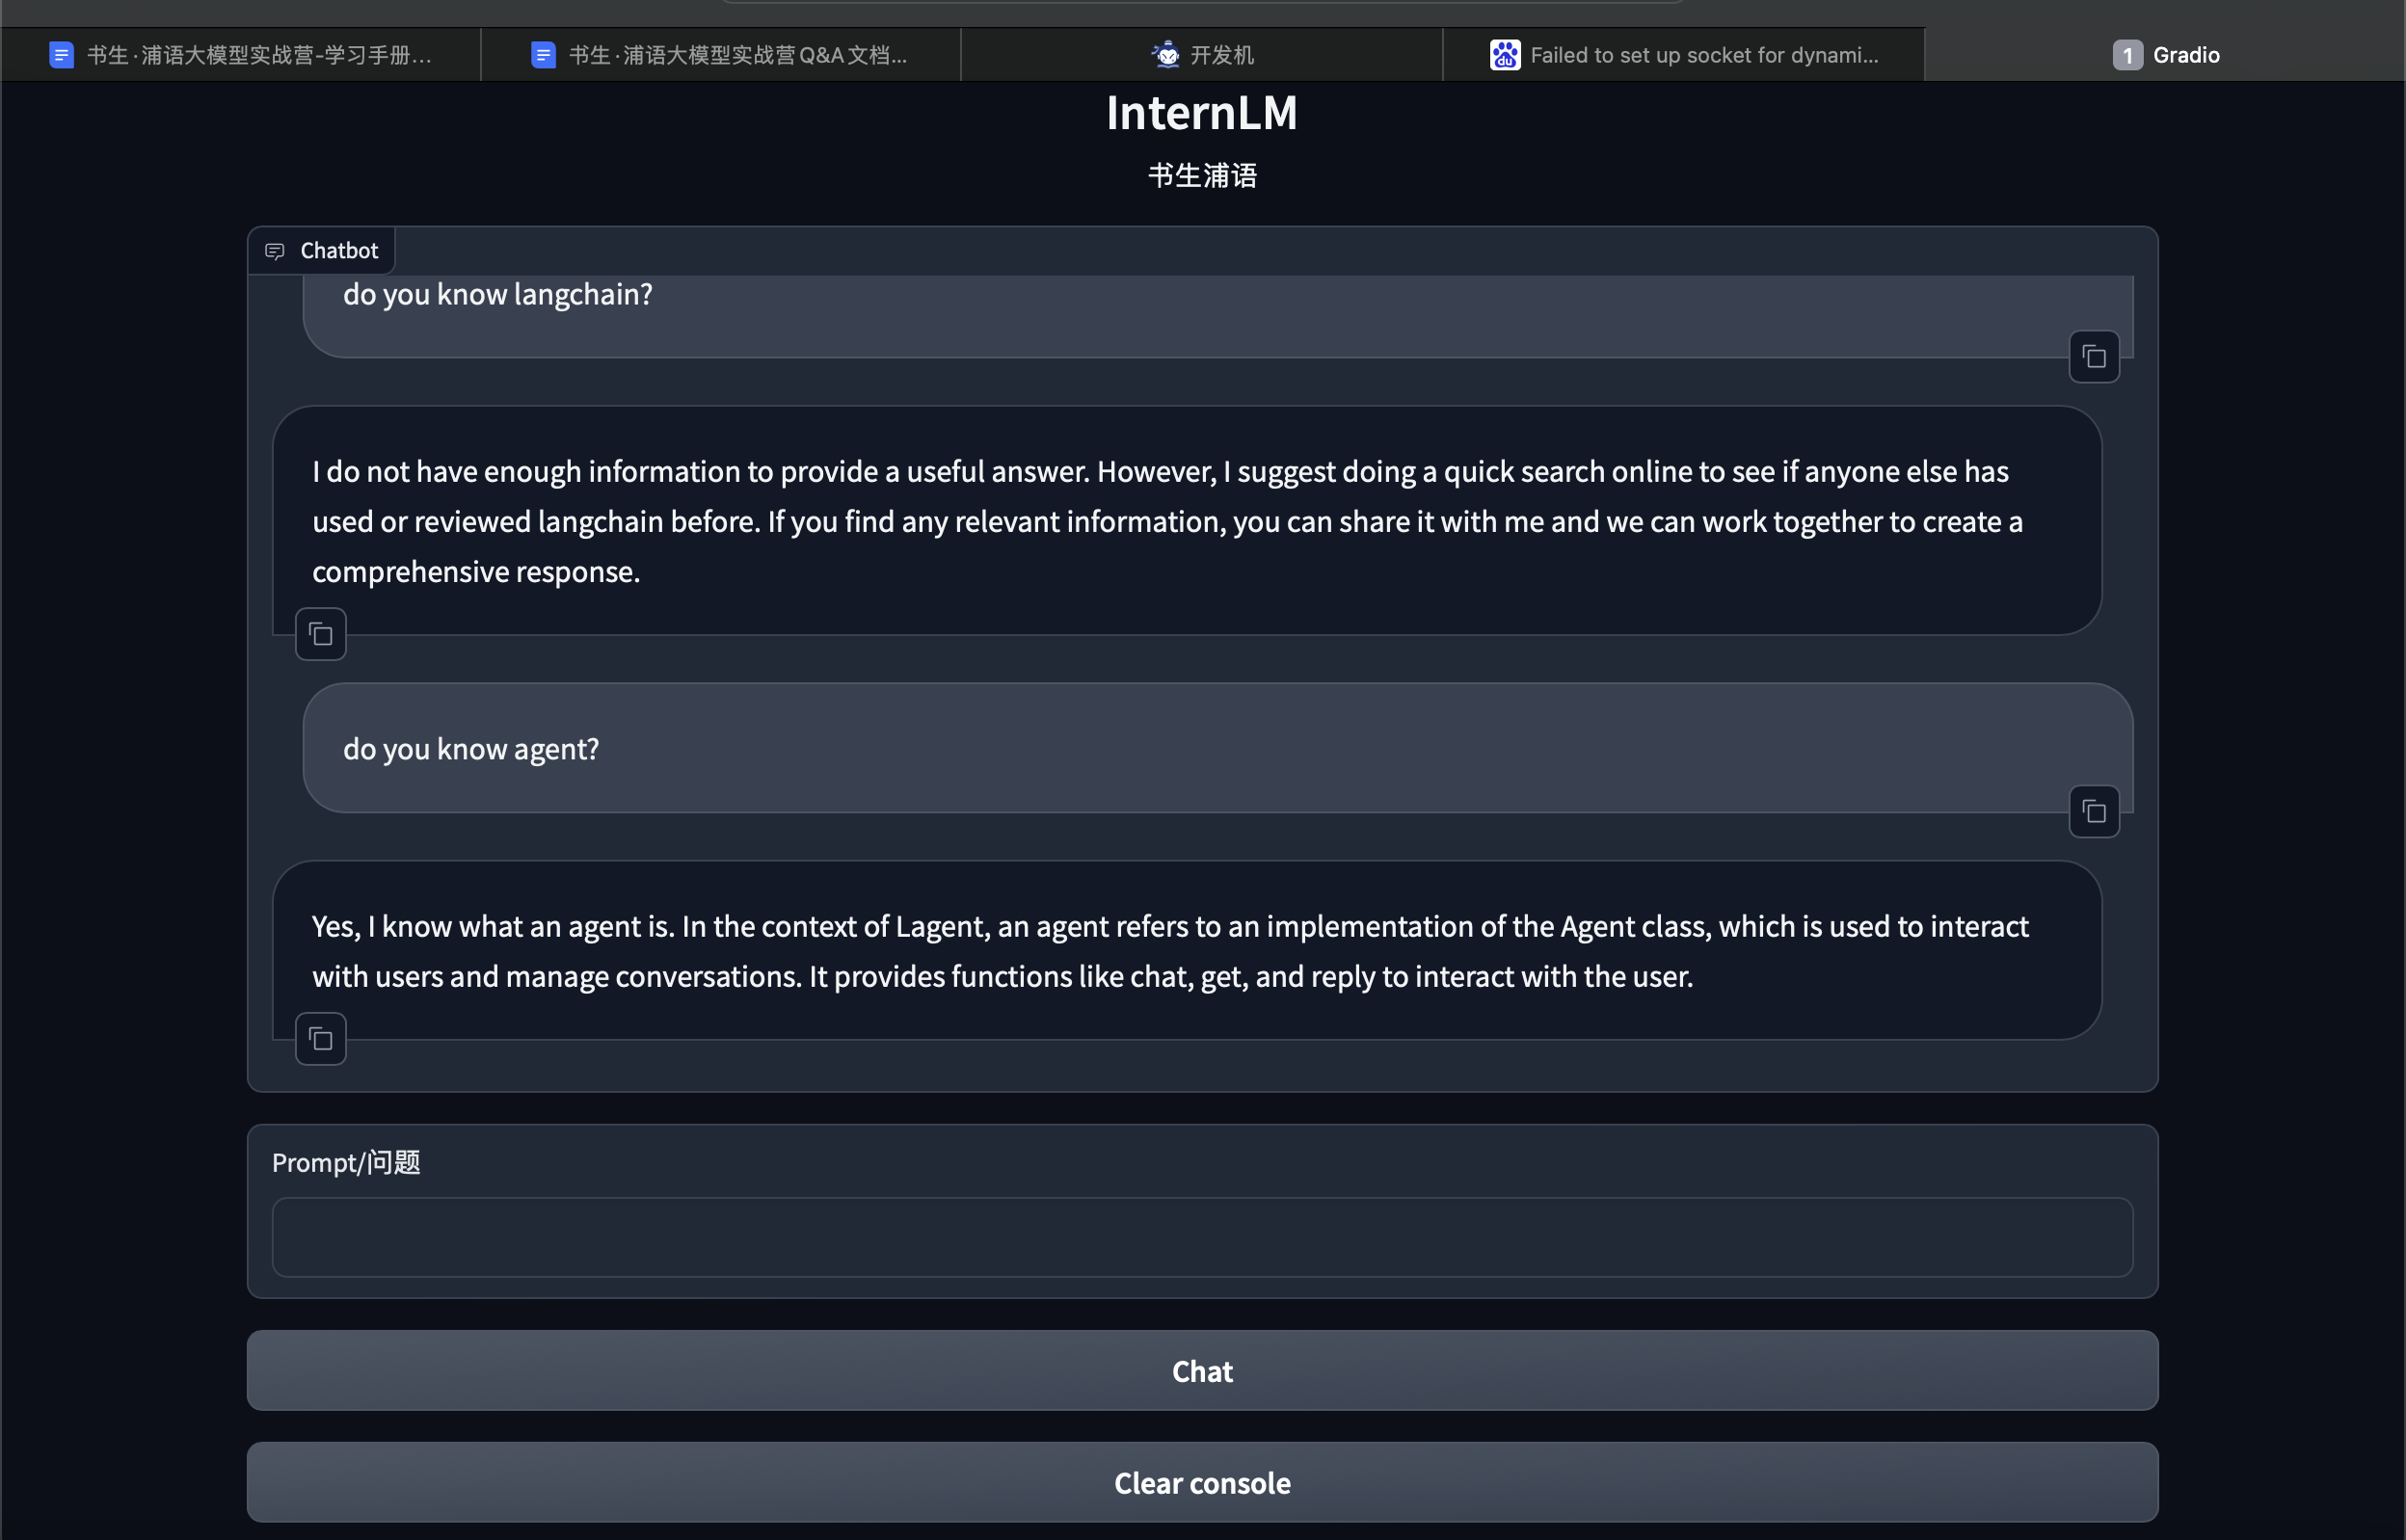 书生·浦语大模型实战营-学习手册...
书生·浦语大模型实战营Q&A文档...
开发机
du
Failed to set up socket for dynami...
1 Gradio
InternLM
书生浦语
Chatbot
do you know langchain?
I do not have enough information to provide a useful answer. However, I suggest doing a quick search online to see if anyone else has
used or reviewed langchain before. If you find any relevant information, you can share it with me and we can work together to create a
comprehensive response.
do you know agent?
Yes, I know what an agent is. In the context of Lagent, an agent refers to an implementation of the Agent class, which is used to interact
with users and manage conversations. It provides functions like chat, get, and reply to interact with the user.
Prompt/问题
Chat
Clear console